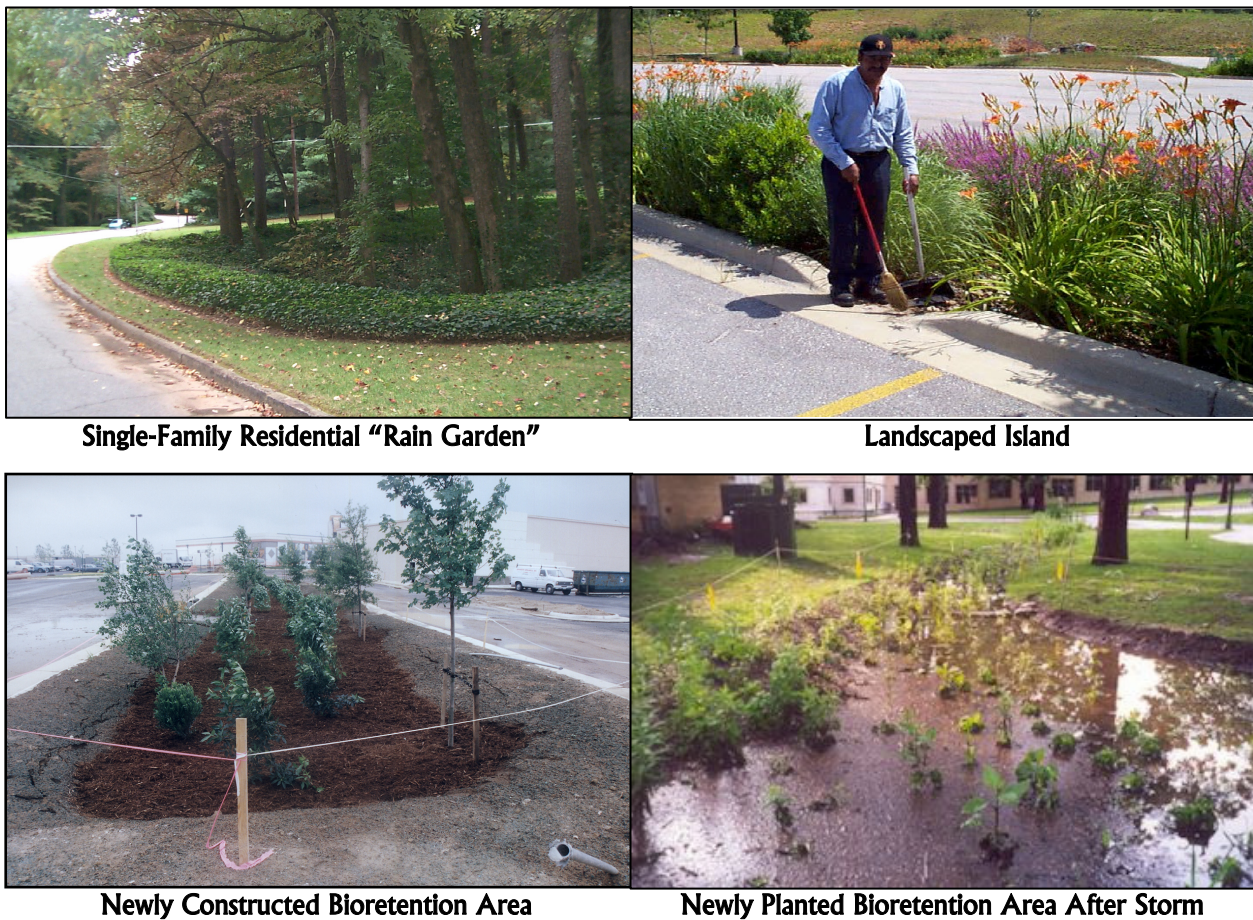 Single-Family Residential “Rain Garden”
Landscaped Island
Newly Constructed Bioretention Area
Newly Planted Bioretention Area After Storm